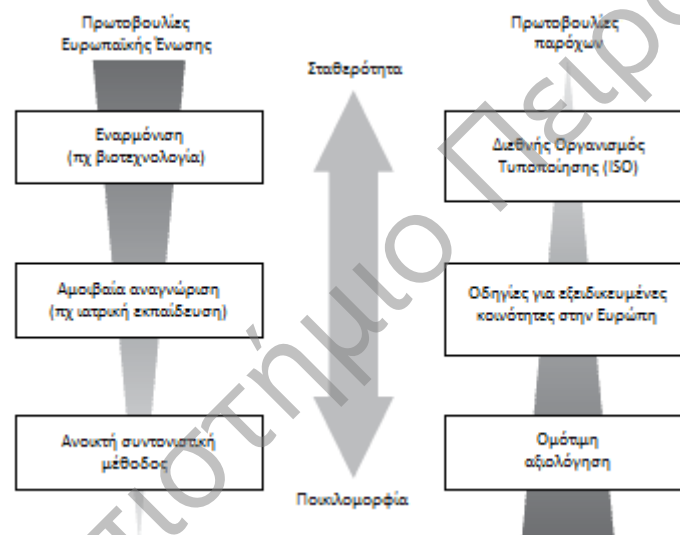 Πρωτοβουλίες
Ευρωπαϊκής Ένωσης
Εναρμόνιση
(πχ βιοτεχνολογία)
Αμοιβαία αναγνώριση
(πχ ιατρική εκπαίδευση)
Ανοικτή συντονιστική
μέθοδος
Σταθερότητα
Ποικιλομορφία
Πρωτοβουλίες
παρόχων
Διεθνής Οργανισμός
Τυποποίησης (ISO)
Οδηγίες για εξειδικευμένες
κοινότητες στην Ευρώπη
Ομότιμη
αξιολόγηση